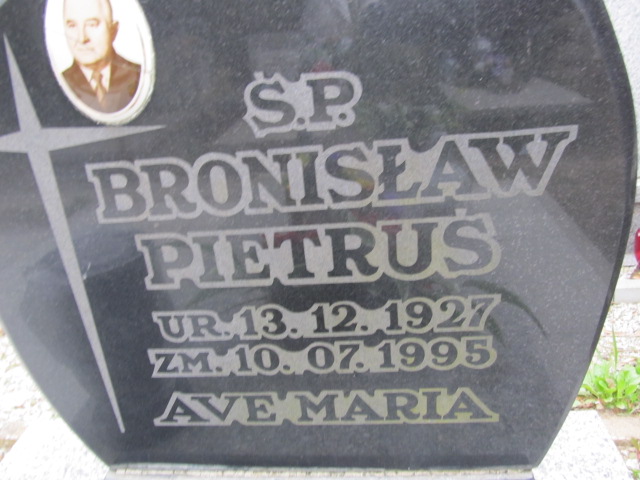 Ś.P.
BRONISŁAW
PIETRUŚ
UR. 13. 12. 1927
ZM. 10. 07. 1995
AVE MARIA